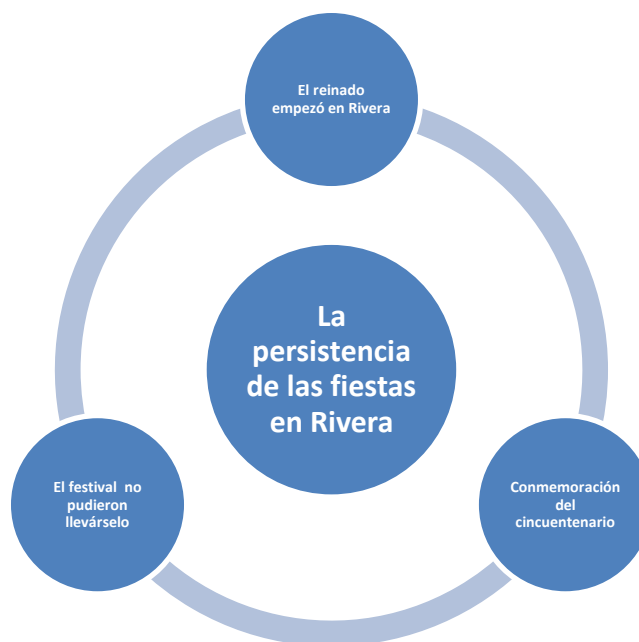 El reinado
empezó en Rivera
La
persistencia
de las fiestas
en Rivera
El festival no
pudieron
llevárselo
Conmemoración
del
cincuentenario